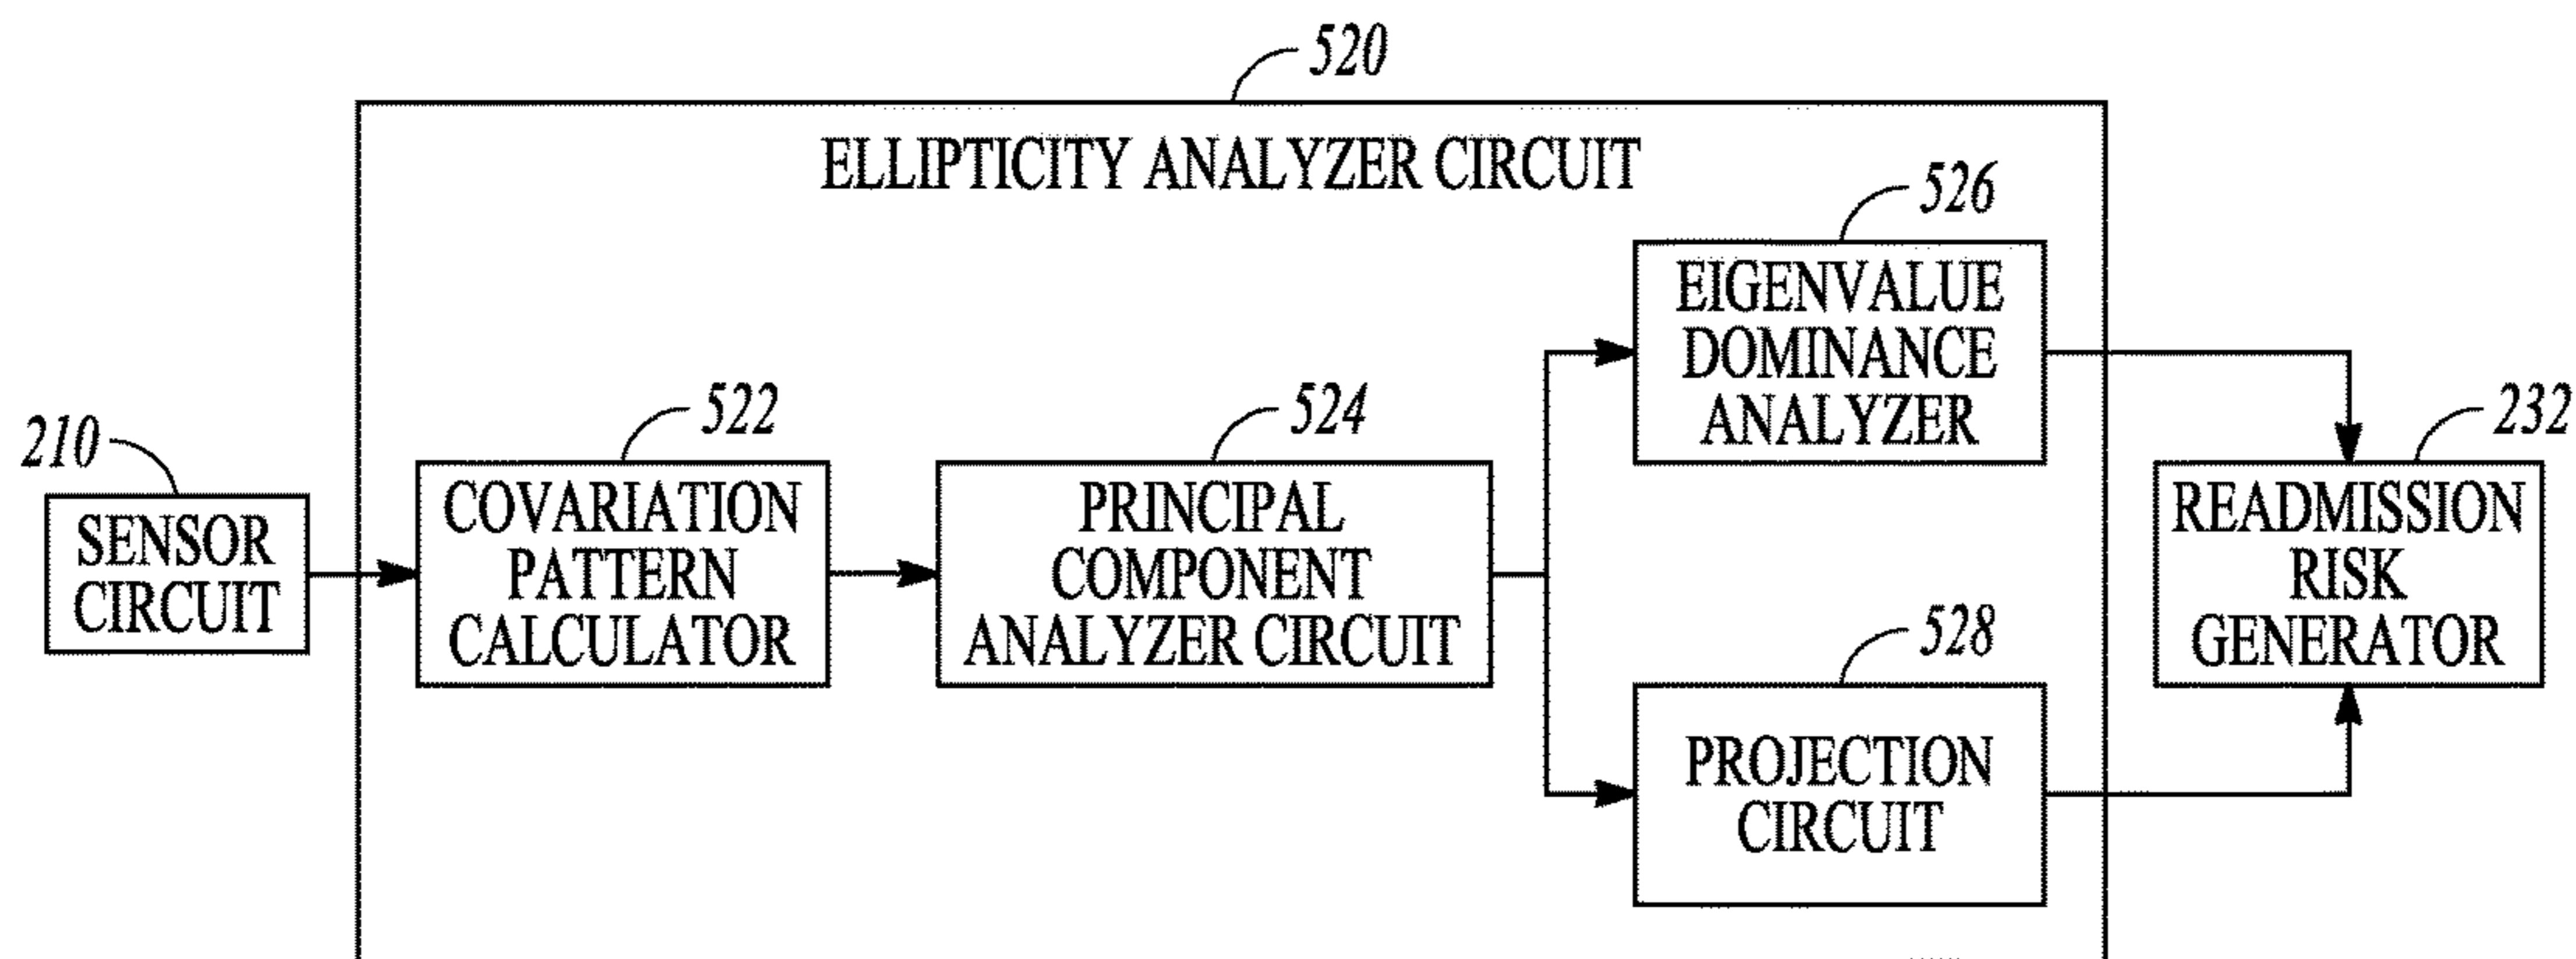 520
ELLIPTICITY ANALYZER CIRCUIT
210
SENSOR
CIRCUIT
522
COVARIATION
PATTERN
CALCULATOR
524
PRINCIPAL
COMPONENT
ANALYZER CIRCUIT
526
EIGENVALUE
DOMINANCE
ANALYZER
528
PROJECTION
CIRCUIT
232
READMISSION
RISK
GENERATOR